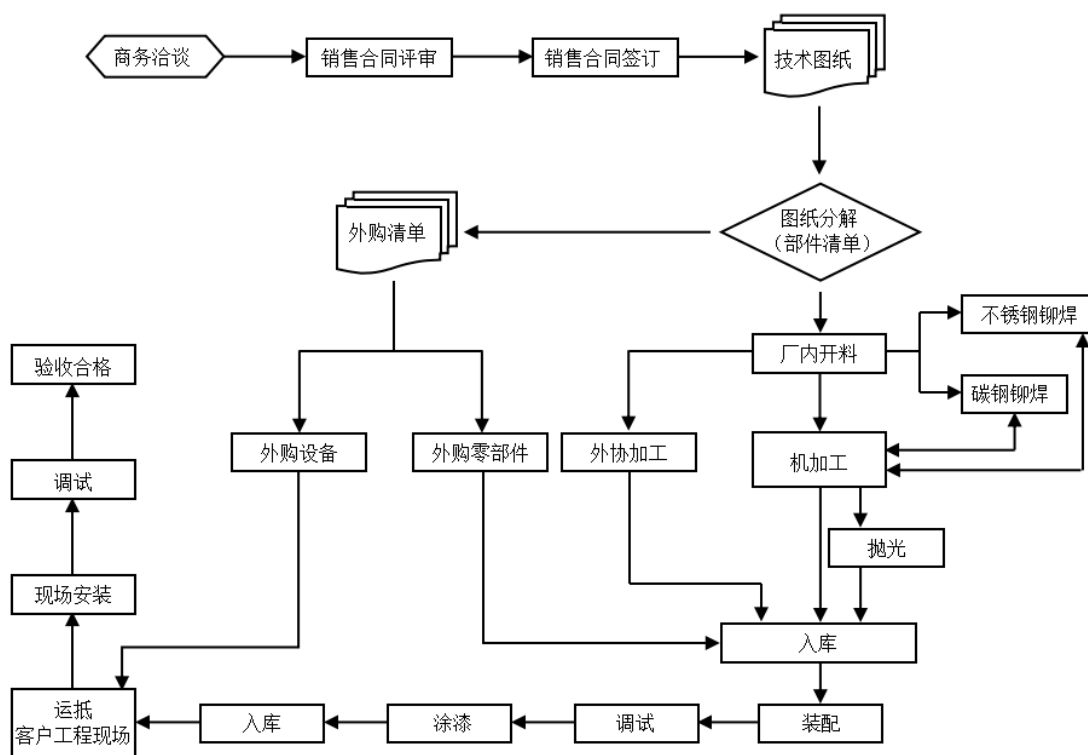 商务洽谈
销售合同评审
销售合同签订
技术图纸
图纸分解
（部件清单）
外购清单
不锈钢铆焊
厂内开料
验收合格
碳钢铆焊
外购设备
外购零部件
外协加工
机加工
调试
抛光
现场安装
入库
运抵
客户工程现场
入库
涂漆
调试
装配